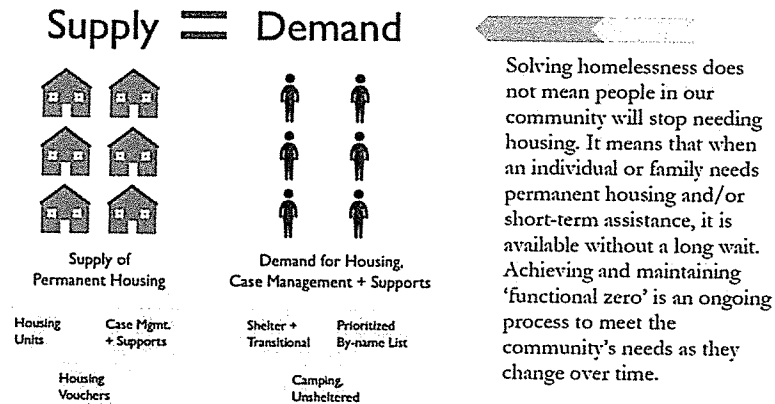 Supply = Demand
Supply of
Permanent Housing
Demand for Housing,
Case Management + Supports
Housing
Units
Case Mgmt.
+ Supports
Housing
Vouchers
Shelter +
Transitional
Prioritized
By-name List
Camping,
Unsheltered
Solving homelessness does
not mean people in our
community will stop needing
housing. It means that when
an individual or family needs
permanent housing and/or
short-term assistance, it is
available without a long wait.
Achieving and maintaining
‘functional zero’ is an ongoing
process to meet the
community’s needs as they
change over time.